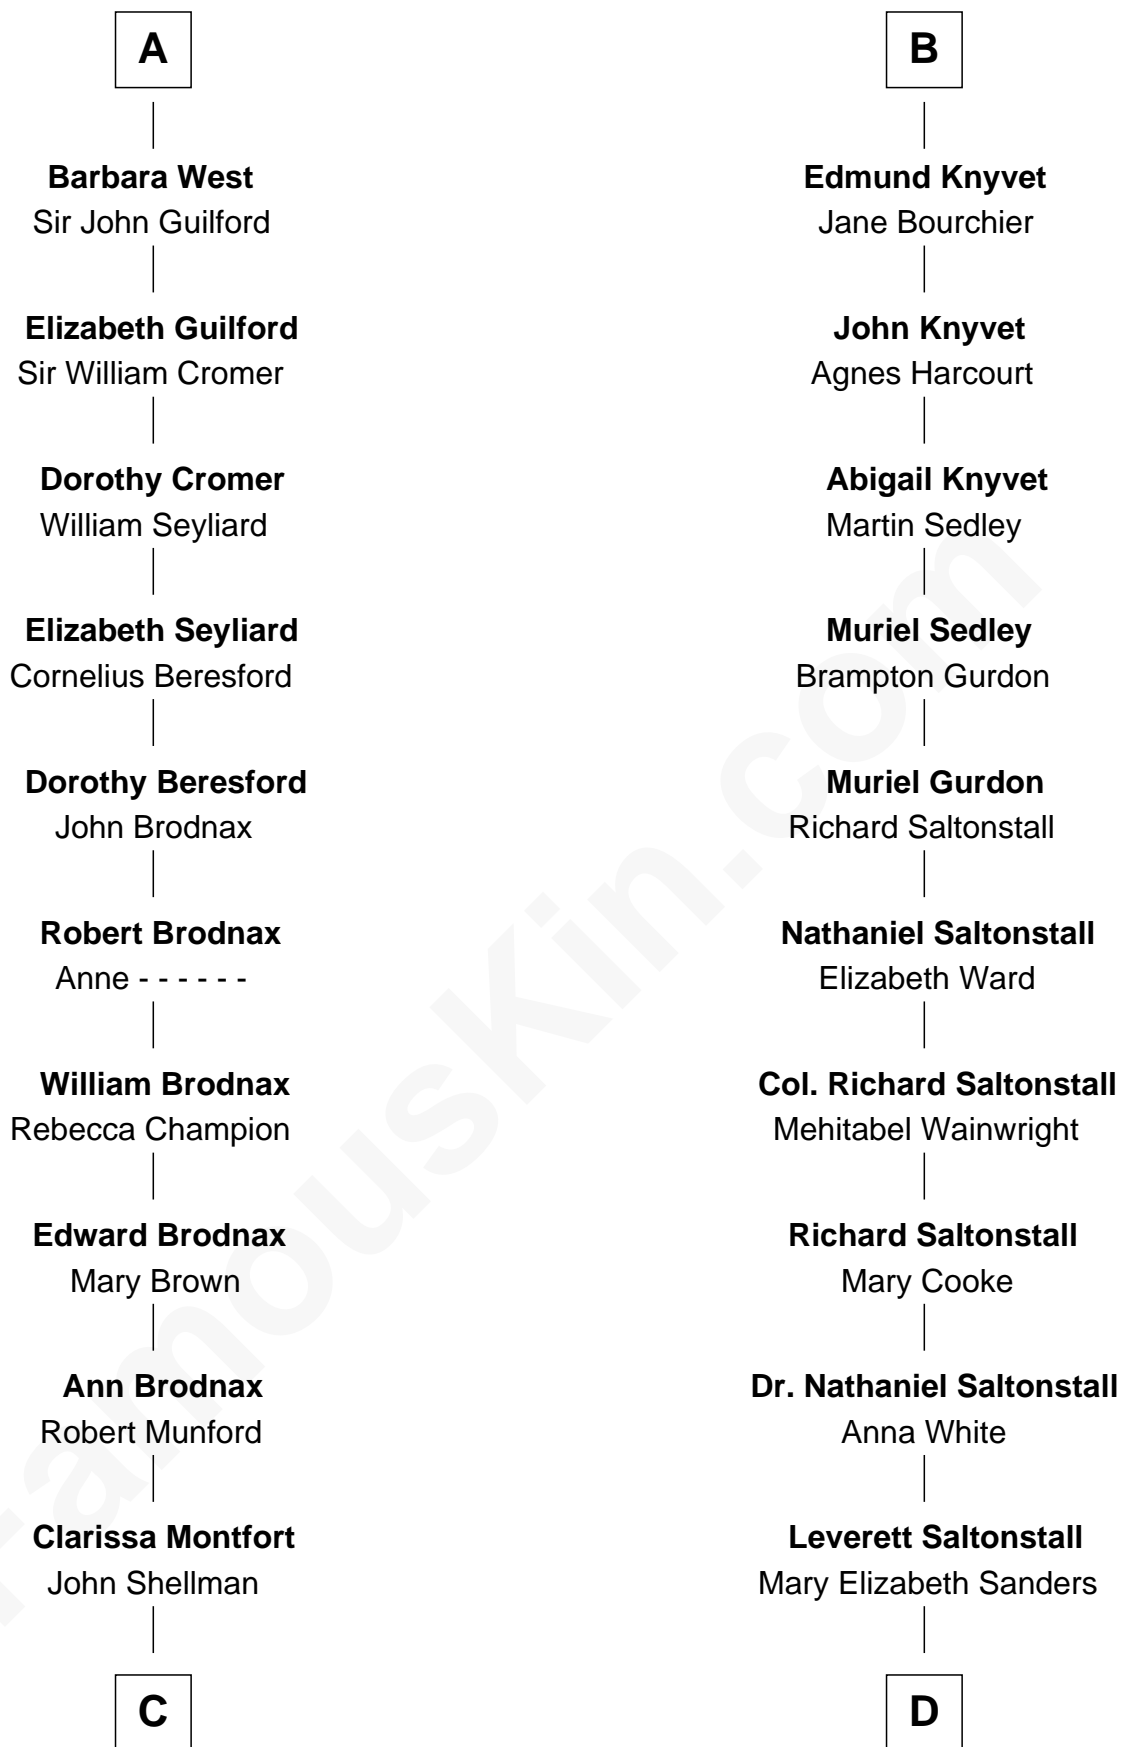 A
Barbara West
Sir John Guilford
Elizabeth Guilford
Sir William Cromer
Dorothy Cromer
William Seyliard
Elizabeth Seyliard
Cornelius Beresford
Dorothy Beresford
John Brodnax
Robert Brodnax
Anne - - - - - -
William Brodnax
Rebecca Champion
Edward Brodnax
Mary Brown
Ann Brodnax
Robert Munford
Clarissa Montfort
John Shellman
C
B
Edmund Knyvet
Jane Bourchier
John Knyvet
Agnes Harcourt
Abigail Knyvet
Martin Sedley
Muriel Sedley
Brampton Gurdon
Muriel Gurdon
Richard Saltonstall
Nathaniel Saltonstall
Elizabeth Ward
Col. Richard Saltonstall
Mehitabel Wainwright
Richard Saltonstall
Mary Cooke
Dr. Nathaniel Saltonstall
Anna White
Leverett Saltonstall
Mary Elizabeth Sanders
D
FamousKin.com